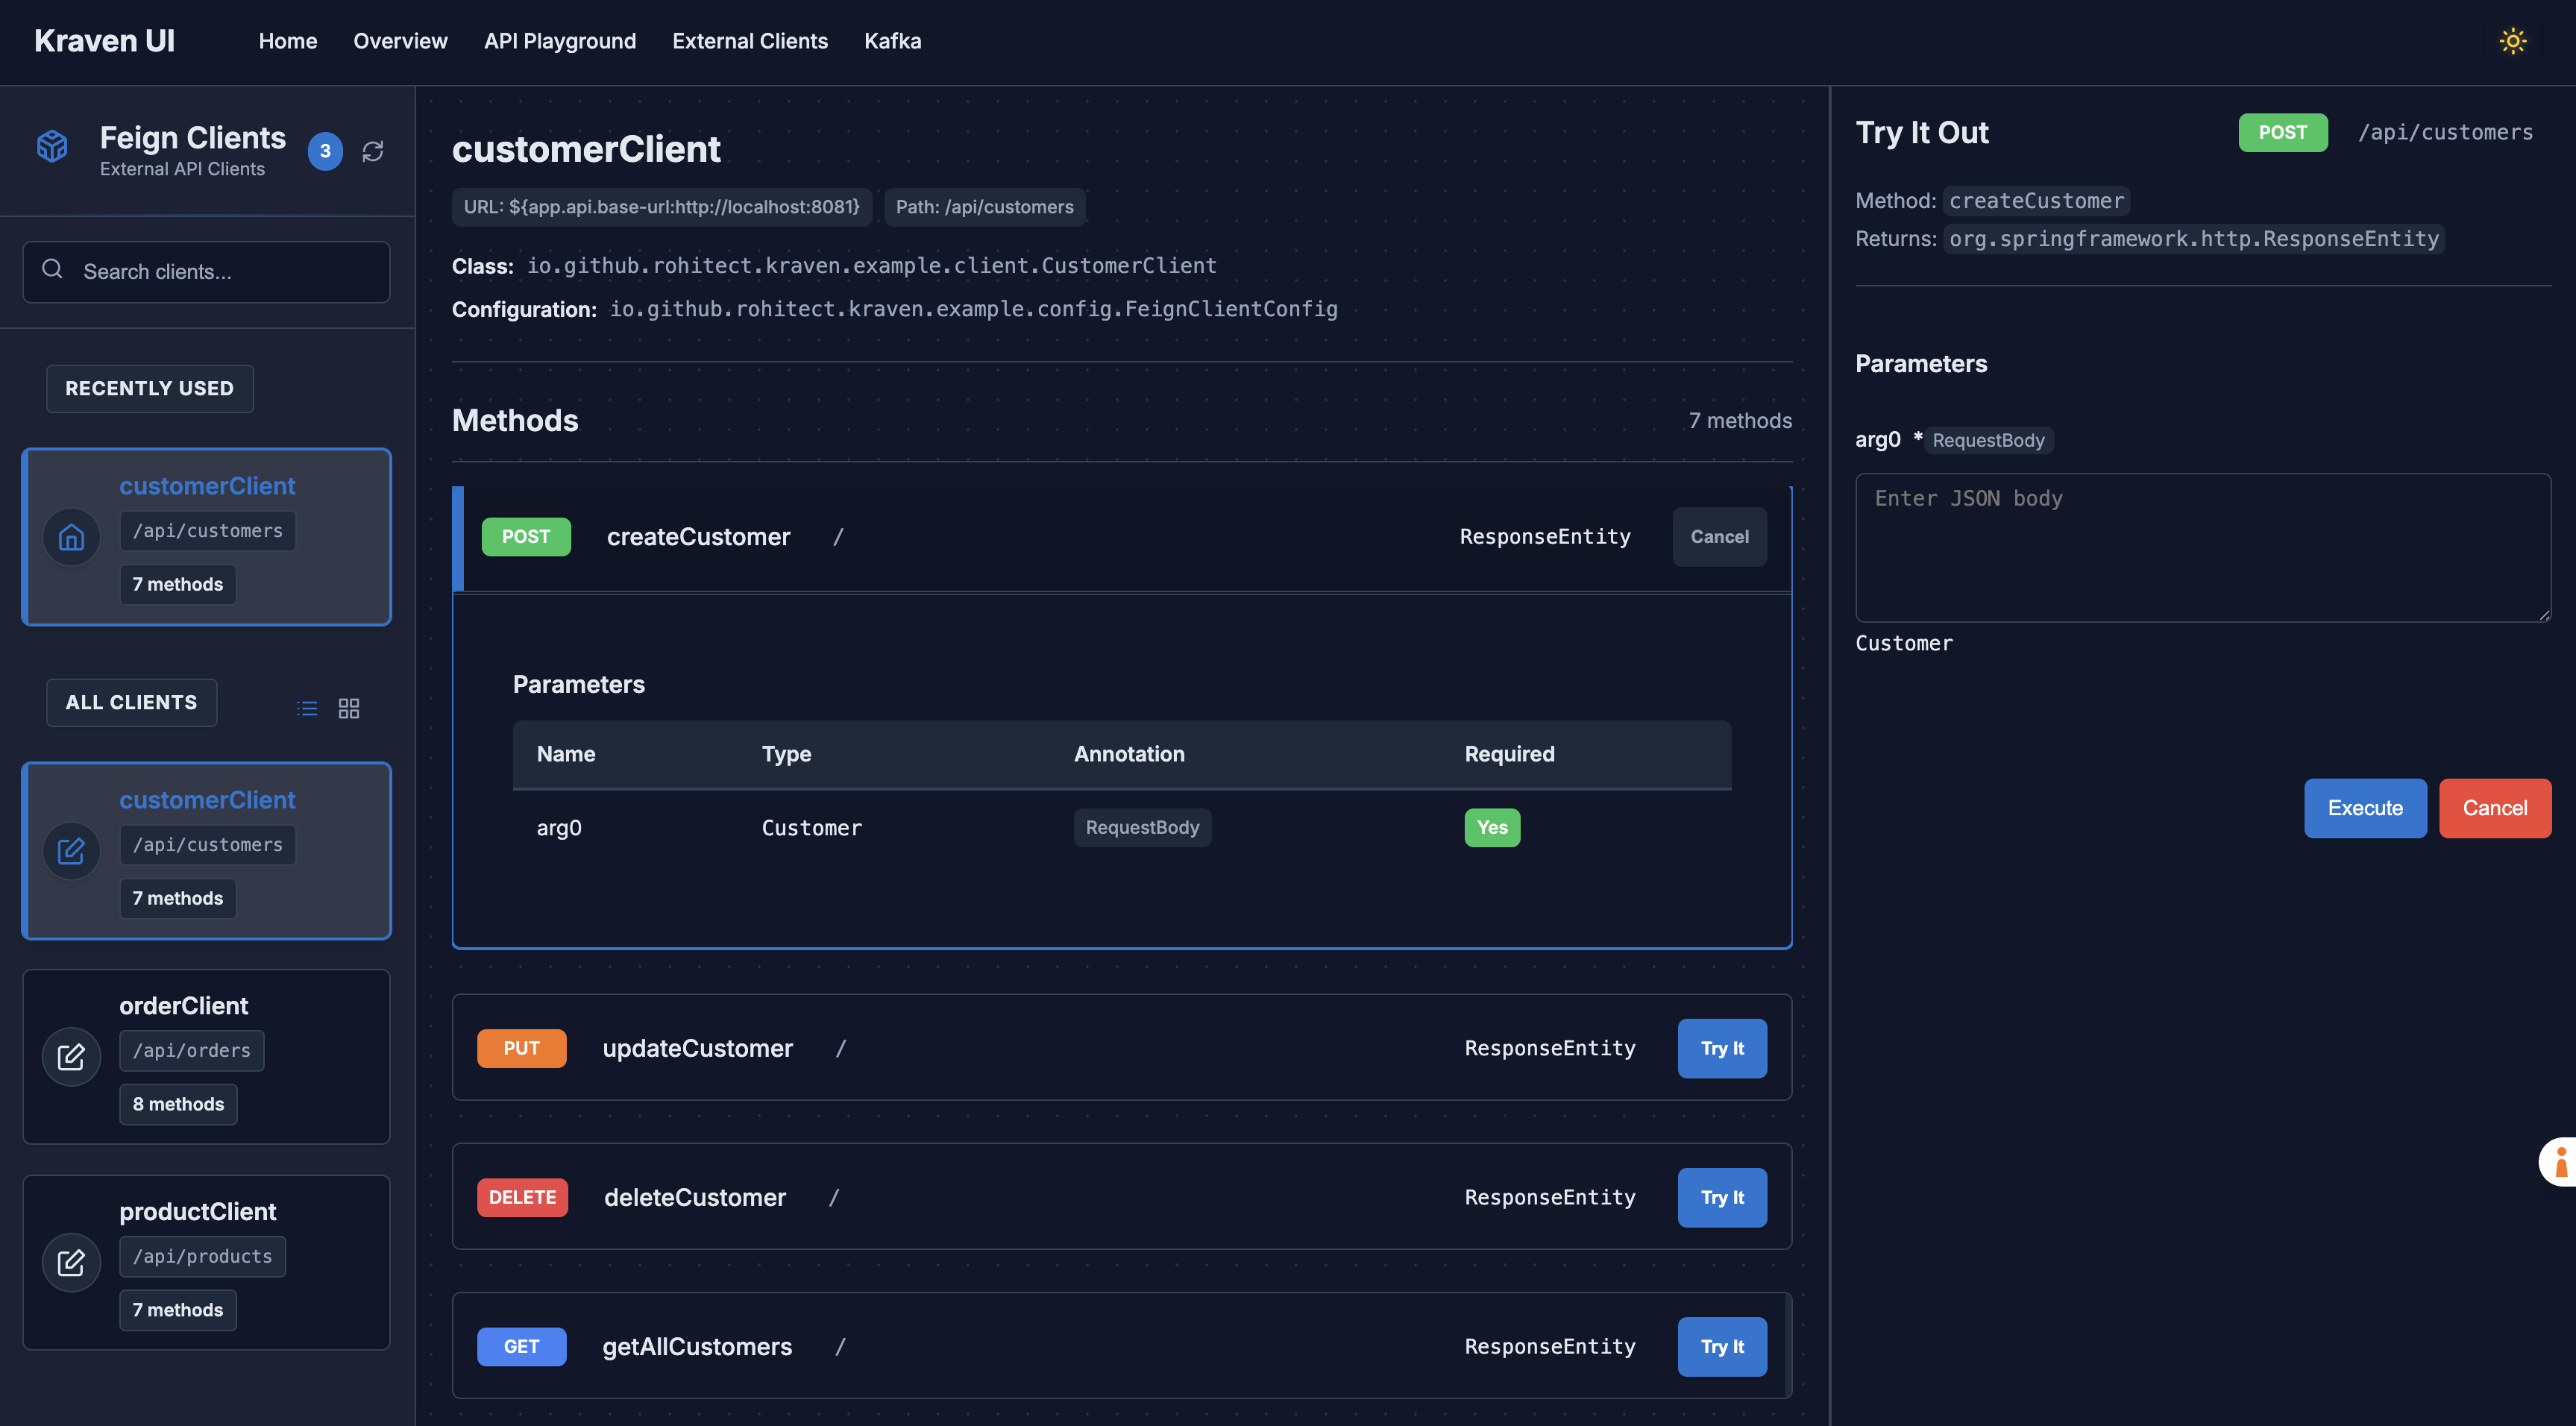 Kraven UI
Home
Overview
API Playground
External Clients
Kafka
Feign Clients
External API Clients
3
Search clients...
RECENTLY USED
customerClient
/api/customers
7 methods
ALL CLIENTS
customerClient
/api/customers
7 methods
orderClient
/api/orders
8 methods
productClient
/api/products
7 methods
customerClient
URL: ${app.api.base-url:http://localhost:8081}
Path: /api/customers
Class: io.github.rohitect.kraven.example.client.CustomerClient
Configuration: io.github.rohitect.kraven.example.config.FeignClientConfig
Methods
7 methods
POST createCustomer / ResponseEntity Cancel
Parameters
Name Type Annotation Required
arg0 Customer RequestBody Yes
PUT updateCustomer / ResponseEntity Try It
DELETE deleteCustomer / ResponseEntity Try It
GET getAllCustomers / ResponseEntity Try It
Try It Out
POST /api/customers
Method: createCustomer
Returns: org.springframework.http.ResponseEntity
Parameters
arg0 * RequestBody
Enter JSON body
Customer
Execute
Cancel